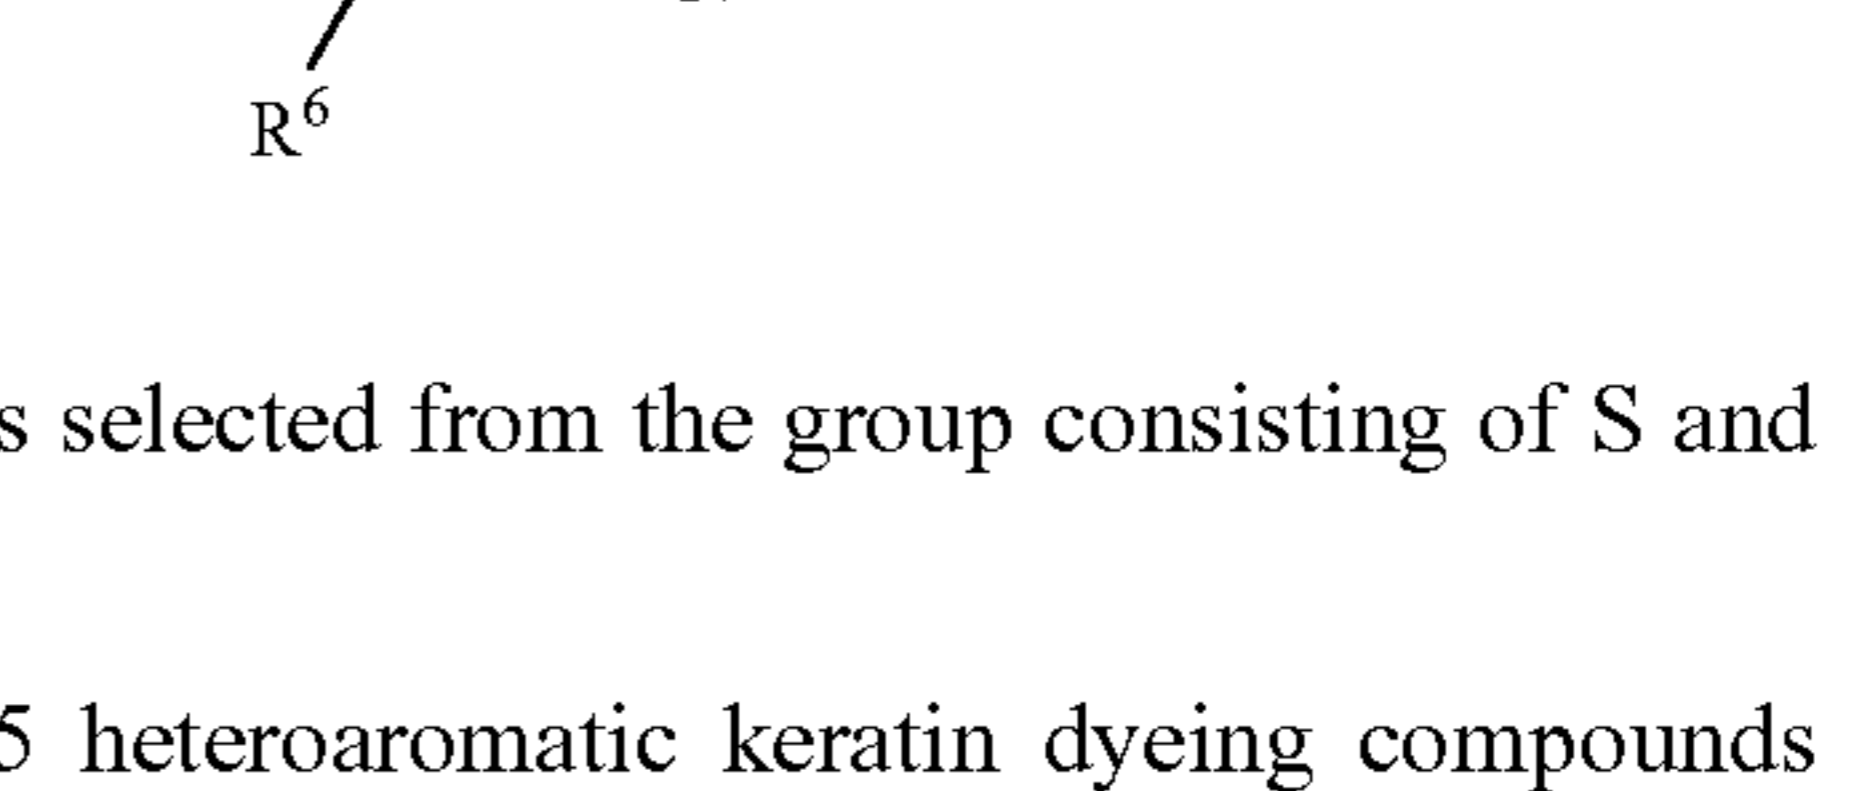 R⁶
s selected from the group consisting of S and
5 heteroaromatic keratin dyeing compounds